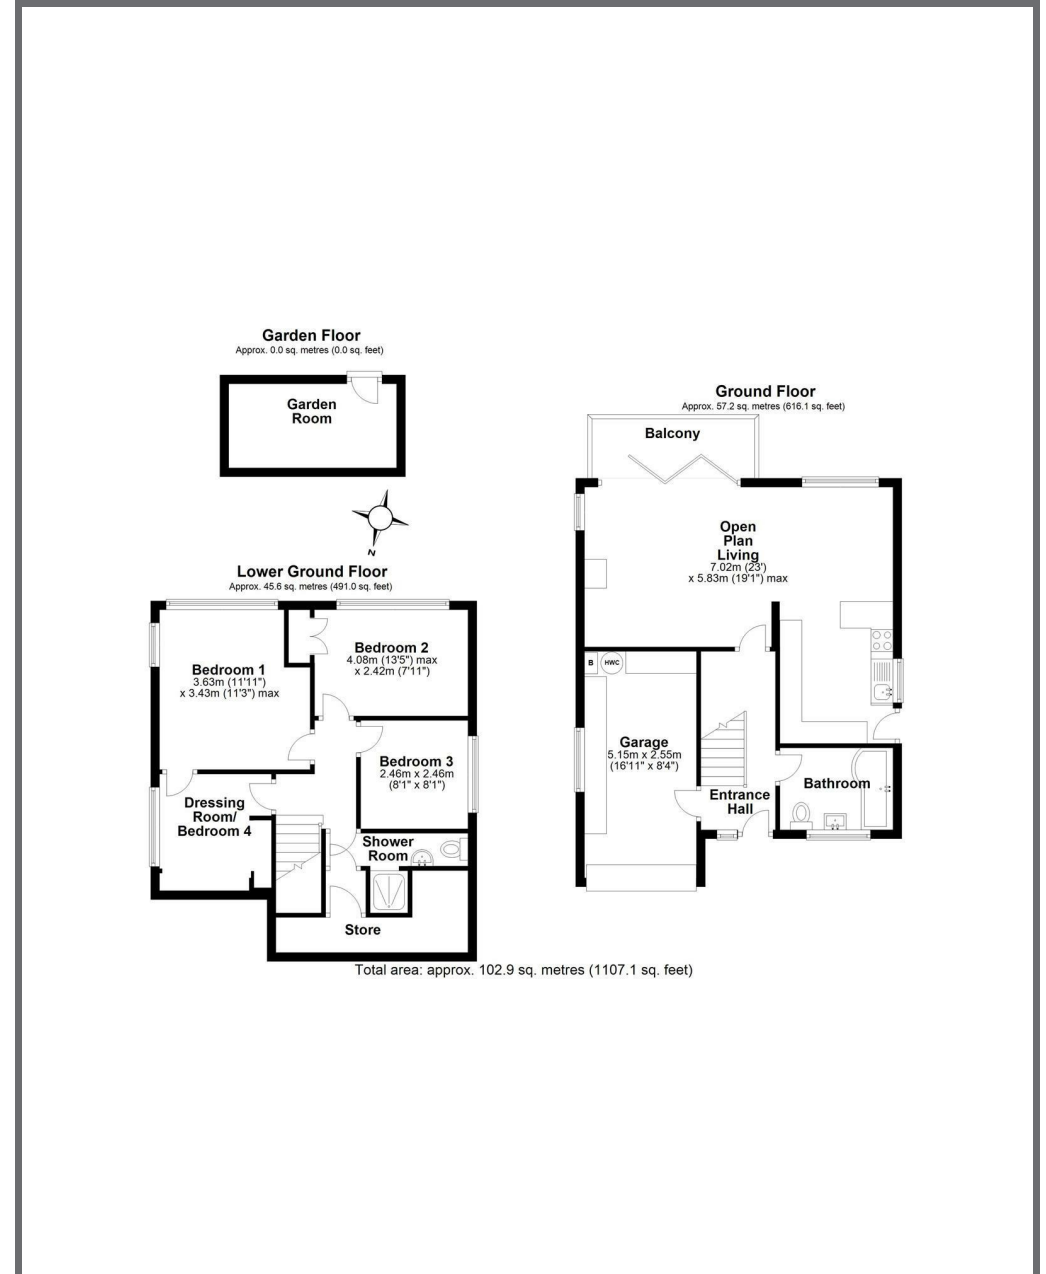 Garden Floor
Approx. 0.0 sq. metres (0.0 sq. feet)
Garden
Room
N
Lower Ground Floor
Approx. 45.6 sq. metres (491.0 sq. feet)
Bedroom 1
3.63m (11'11")
x 3.43m (11'3") max
Bedroom 2
4.08m (13'5") max
x 2.42m (7'11")
Bedroom 3
2.46m x 2.46m
(8'1" x 8'1")
Dressing
Room/
Bedroom 4
Shower
Room
Store
Ground Floor
Approx. 57.2 sq. metres (616.1 sq. feet)
Balcony
Open
Plan
Living
7.02m (23')
x 5.83m (19'1") max
B
HWC
Garage
5.15m x 2.55m
(16'11" x 8'4")
Entrance
Hall
Bathroom
Total area: approx. 102.9 sq. metres (1107.1 sq. feet)